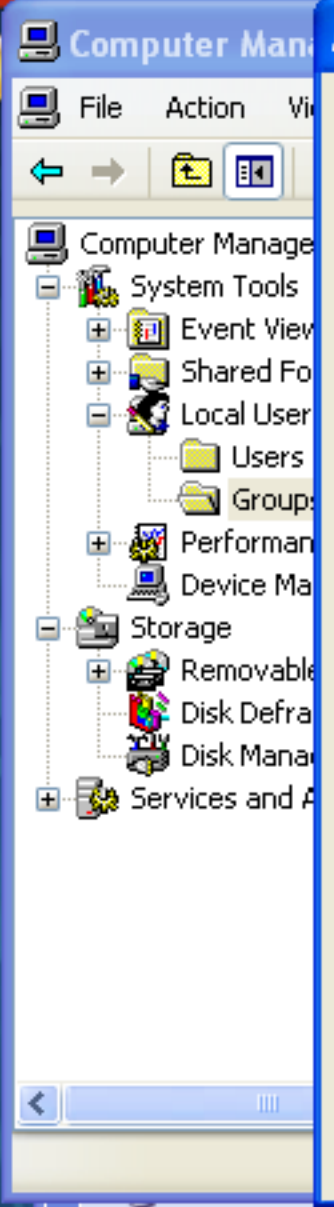 Computer Man
File Action Vi
Computer Manage
System Tools
Event View
Shared Fo
Local User
Users
Groups
Performan
Device Ma
Storage
Removable
Disk Defra
Disk Mana
Services and A